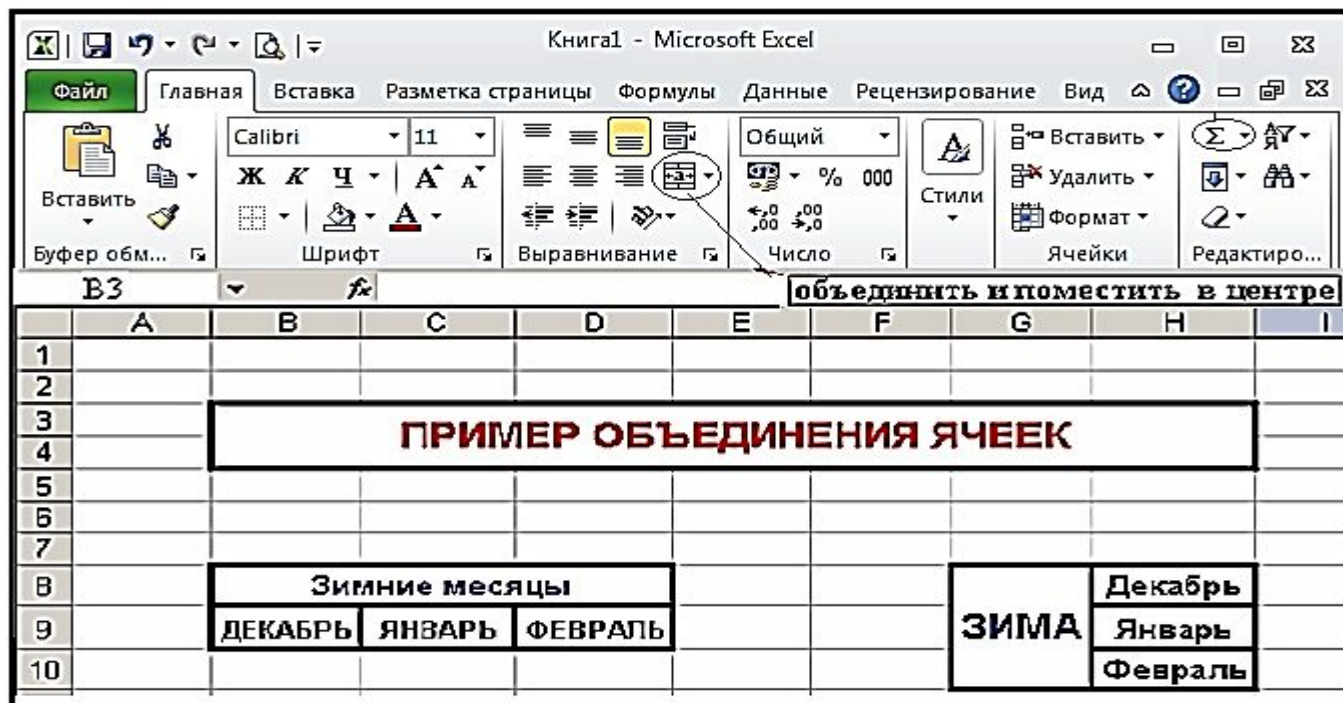 Книга1 - Microsoft Excel
Файл Главная Вставка Разметка страницы Формулы Данные Рецензирование Вид
Calibri 11 Общий Вставить Σ
Вставить Ж К Ч А А % 000 Стили Удалить
Формат
Буфер обм... Шрифт Выравнивание Число Ячейки Редактиро...
B3 fx объединить и поместить в центре
A B C D E F G H I
1
2
3 ПРИМЕР ОБЪЕДИНЕНИЯ ЯЧЕЕК
4
5
6
7
8 Зимние месяцы ЗИМА Декабрь
9 ДЕКАБРЬ ЯНВАРЬ ФЕВРАЛЬ Январь
10 Февраль